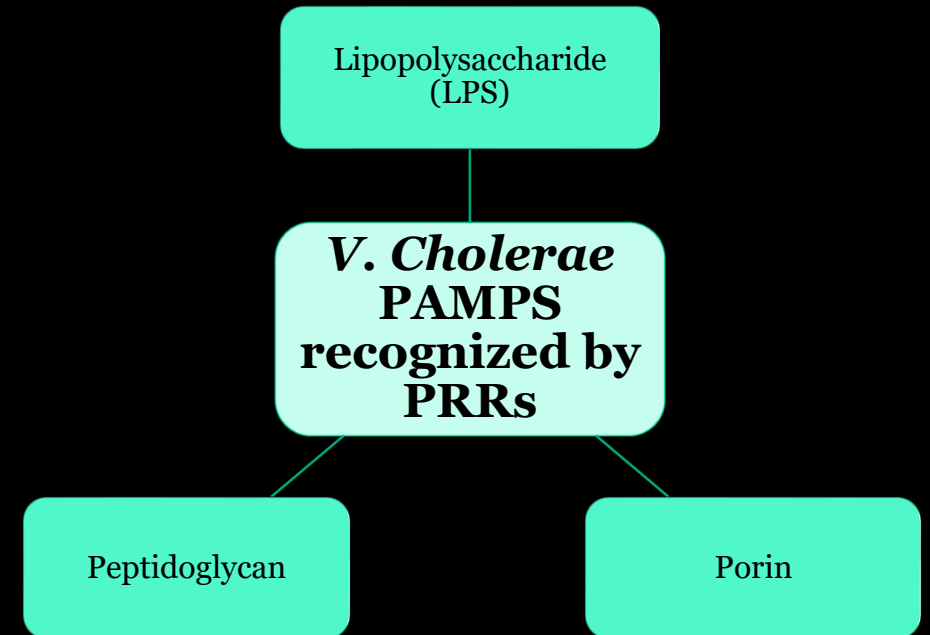 Lipopolysaccharide
(LPS)
V. Cholerae
PAMPS
recognized by
PRRs
Peptidoglycan
Porin